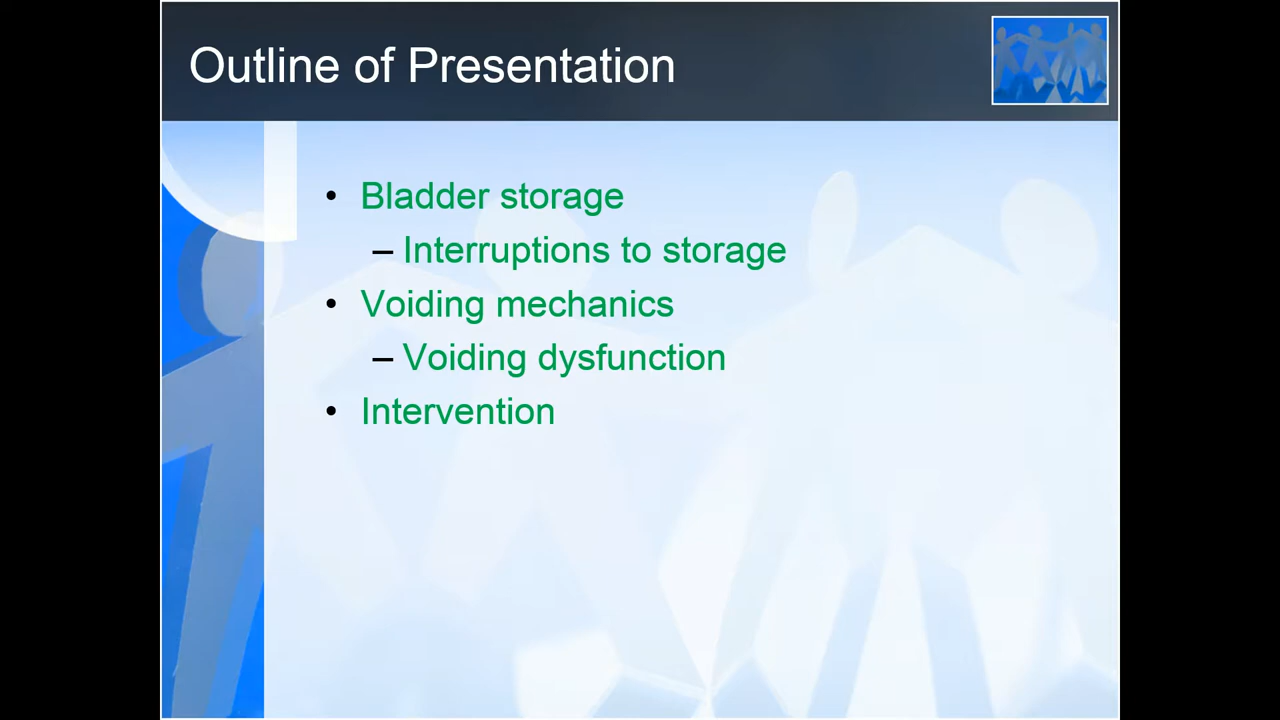 Outline of Presentation
• Bladder storage
– Interruptions to storage
• Voiding mechanics
– Voiding dysfunction
• Intervention